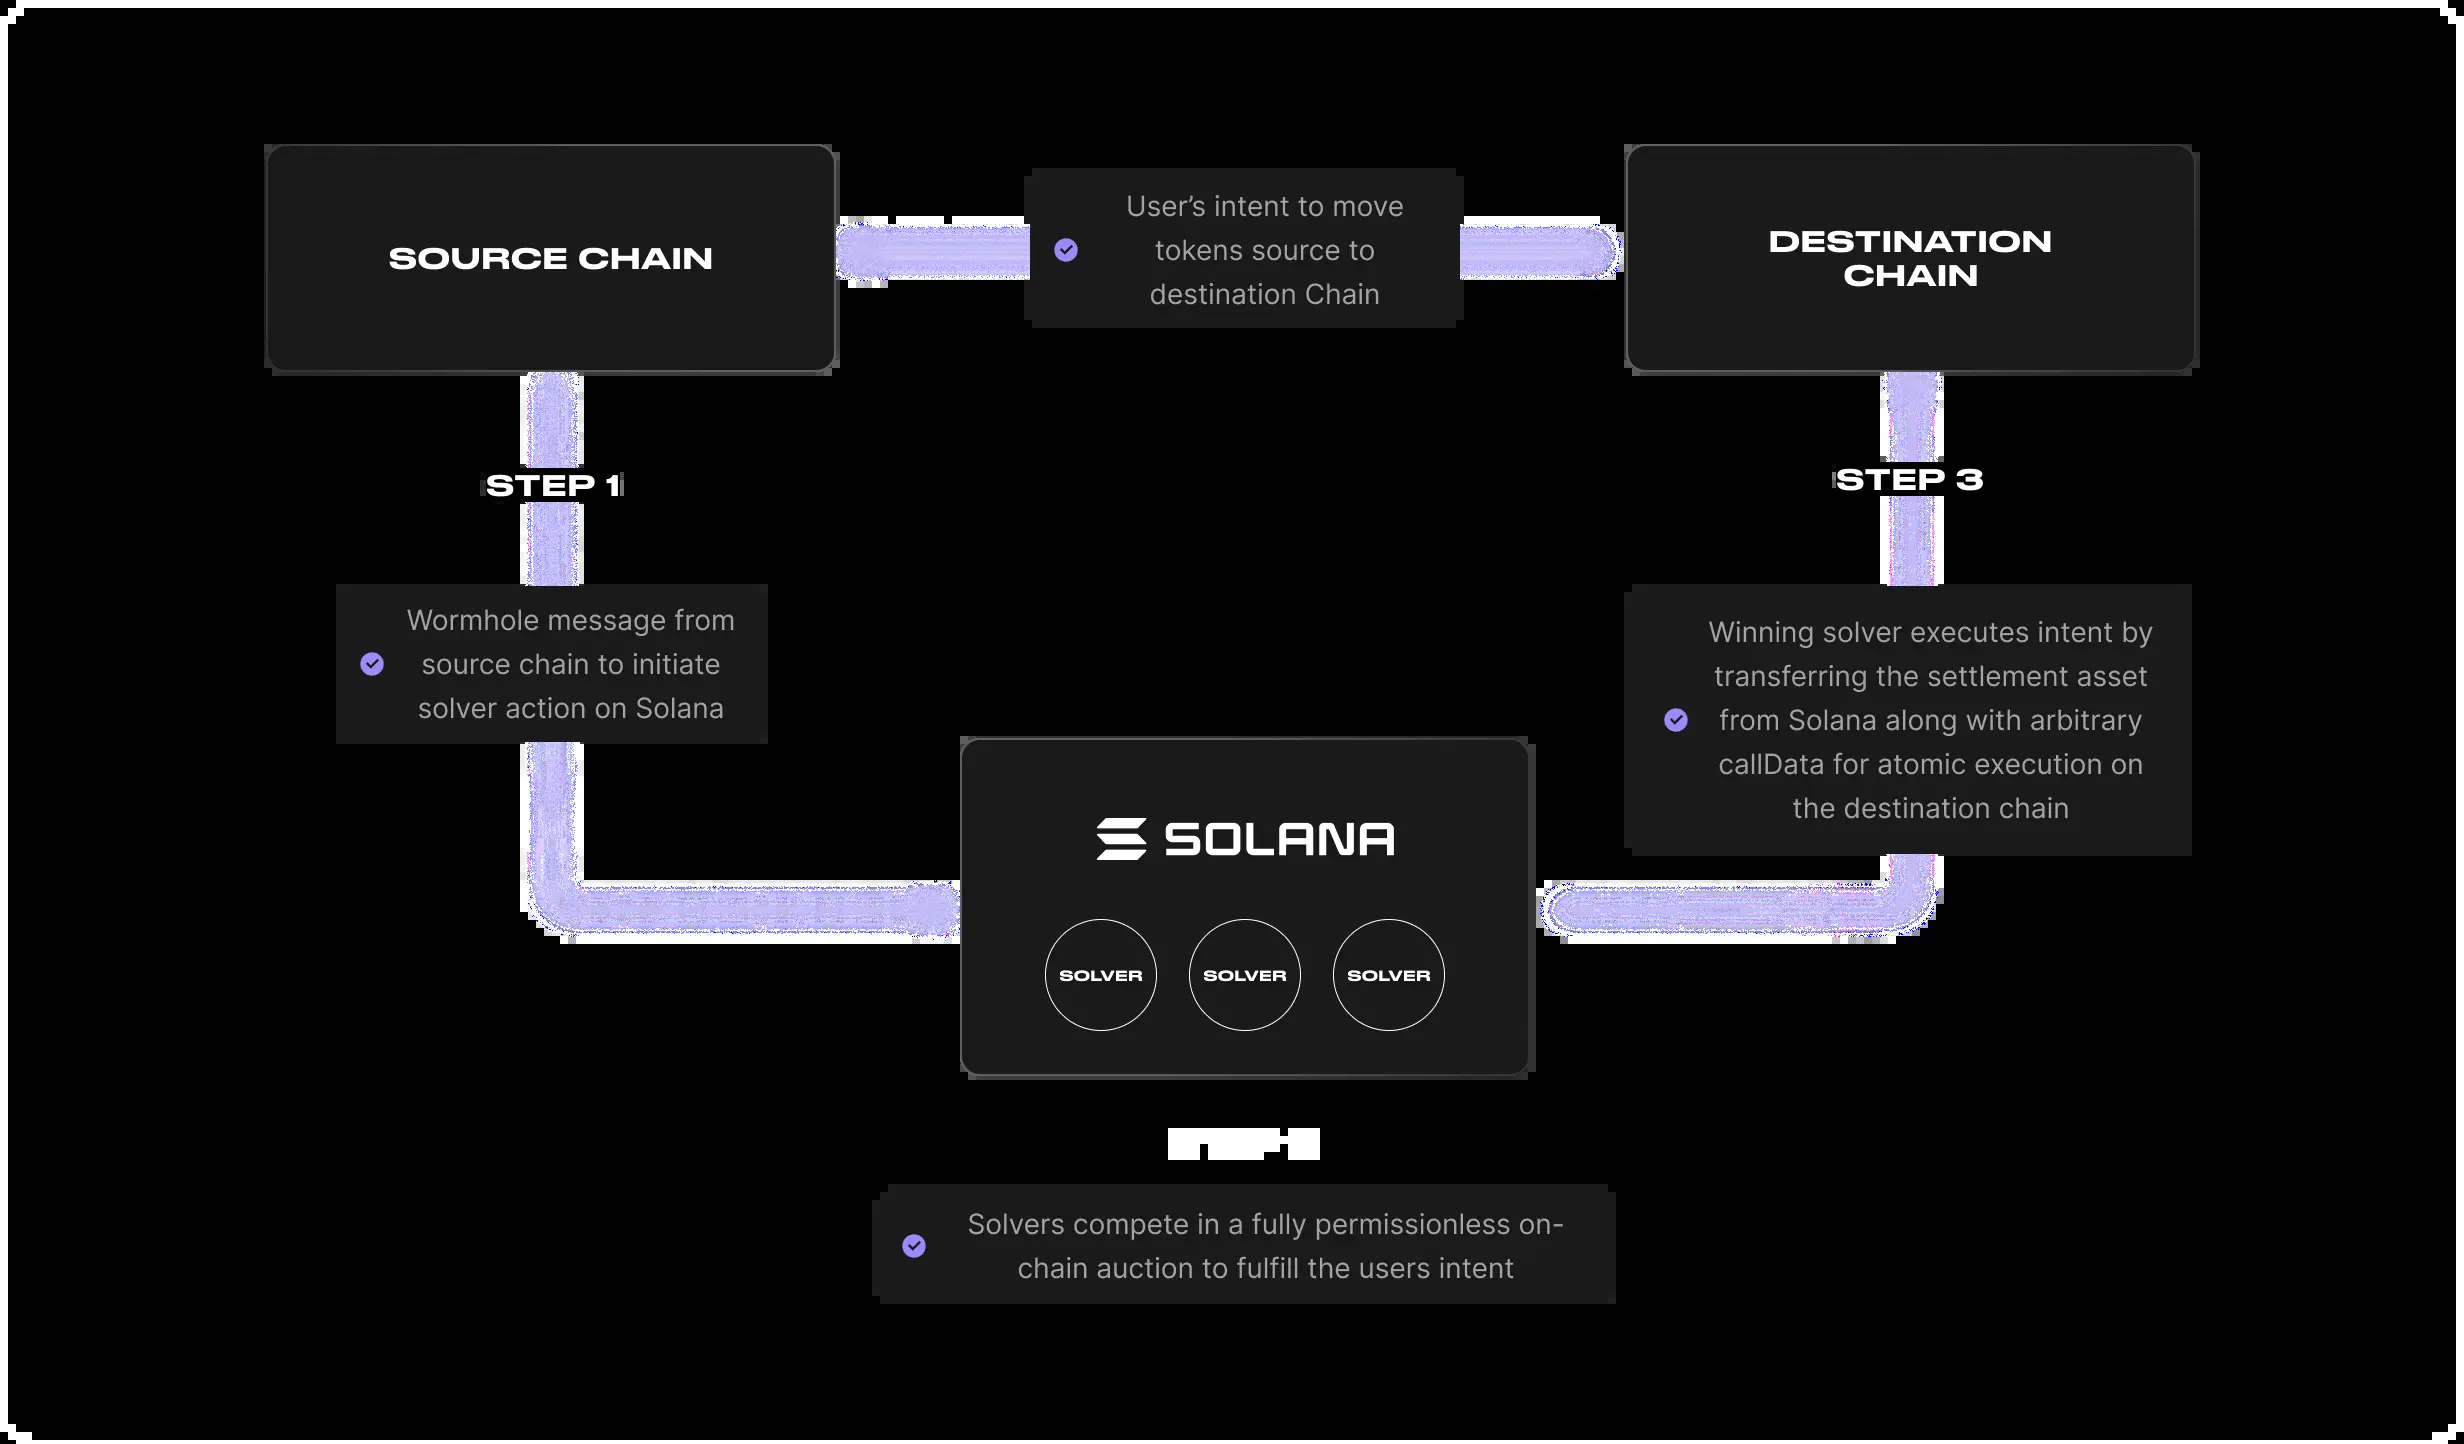 SOURCE CHAIN
User’s intent to move
tokens source to
destination Chain
DESTINATION
CHAIN
STEP 1
STEP 3
Wormhole message from
source chain to initiate
solver action on Solana
Winning solver executes intent by
transferring the settlement asset
from Solana along with arbitrary
callData for atomic execution on
the destination chain
SOLANA
SOLVER SOLVER SOLVER
Solvers compete in a fully permissionless on-
chain auction to fulfill the users intent